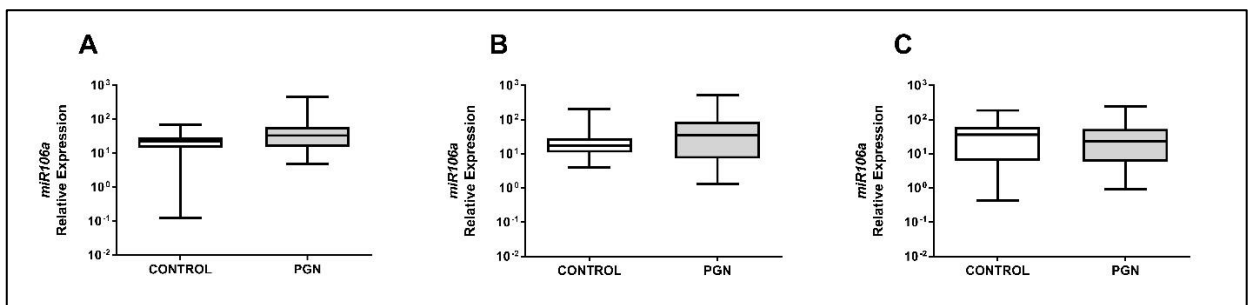 A
miR106a
Relative Expression
10³
10²
10¹
10⁰
10⁻¹
10⁻²
CONTROL PGN
B
miR106a
Relative Expression
10³
10²
10¹
10⁰
10⁻¹
10⁻²
CONTROL PGN
C
miR106a
Relative Expression
10³
10²
10¹
10⁰
10⁻¹
10⁻²
CONTROL PGN